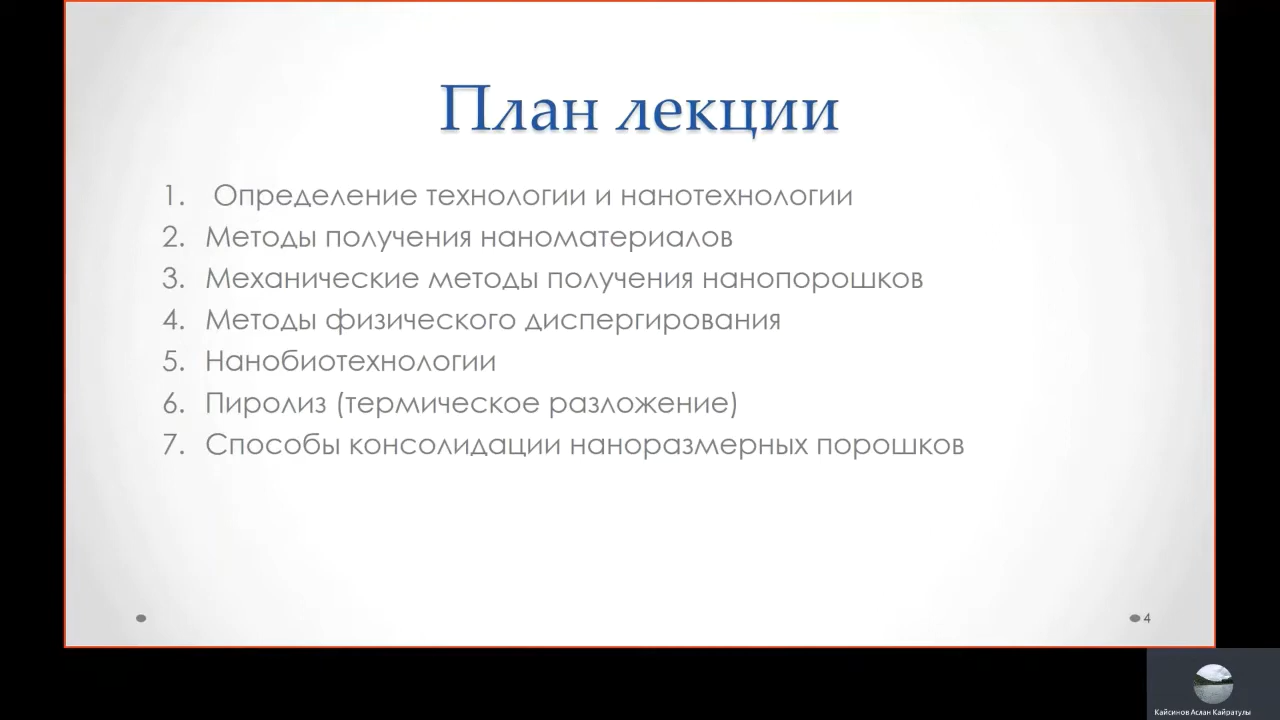 План лекции
1. Определение технологии и нанотехнологии
2. Методы получения наноматериалов
3. Механические методы получения нанопорошков
4. Методы физического диспергирования
5. Нанобиотехнологии
6. Пиролиз (термическое разложение)
7. Способы консолидации наноразмерных порошков
4
Кайсинов Аслан Кайратулы